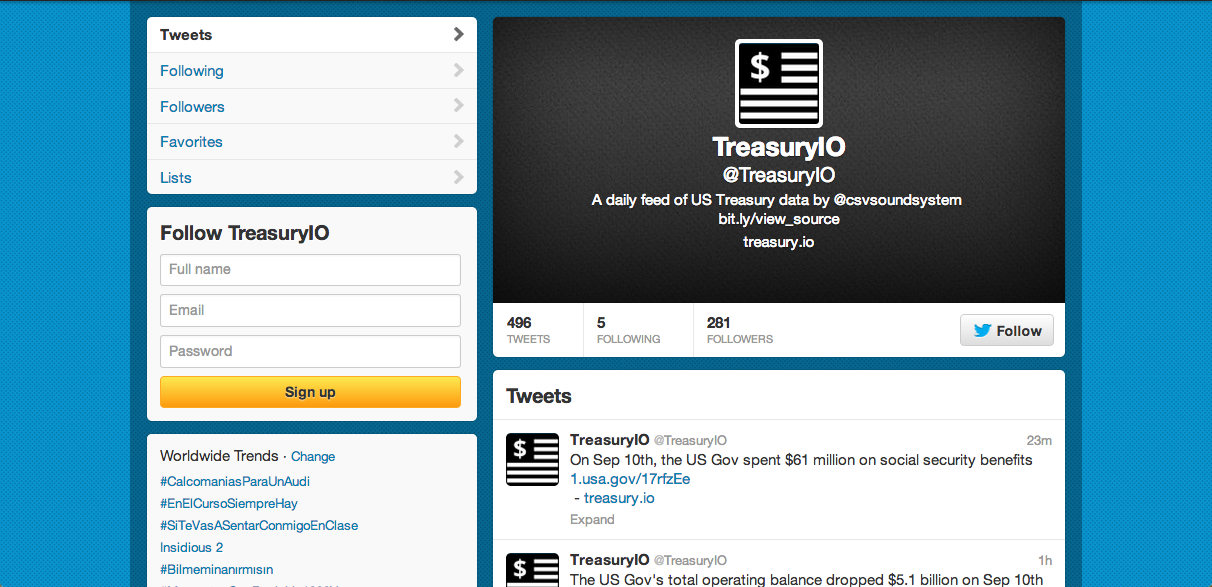 Tweets
Following
Followers
Favorites
Lists
Follow TreasuryIO
Full name
Email
Password
Sign up
Worldwide Trends · Change
#CalcomaniasParaUnAudi
#EnElCursoSiempreHay
#SiTeVasASentarConmigoEnClase
Insidious 2
#Bilmeminanırmısın
$
TreasuryIO
@TreasuryIO
A daily feed of US Treasury data by @csvsoundsystem
bit.ly/view_source
treasury.io
496
TWEETS
5
FOLLOWING
281
FOLLOWERS
Follow
Tweets
$
TreasuryIO @TreasuryIO 23m
On Sep 10th, the US Gov spent $61 million on social security benefits
1.usa.gov/17rfzEe
- treasury.io
Expand
$
TreasuryIO @TreasuryIO 1h
The US Gov's total operating balance dropped $5.1 billion on Sep 10th